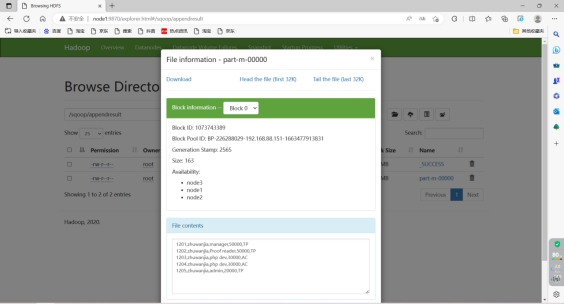 Browsing HDFS
不安全 | node1:9870/explorer.html#/sqoop/appendresult
导入收藏夹 百度 淘宝 京东 便签 抖音 热点资讯 淘宝 京东
其他收藏夹
Hadoop Overview Datanodes Datanode Volume Failures Snapshot Startup Progress Utilities
File information - part-m-00000 ×
Download Head the file (first 32K) Tail the file (last 32K)
Browse Directo
Block information -- Block 0
/sqoop/appendresult
Block ID: 1073743389
Block Pool ID: BP-226288029-192.168.88.151-1663477913831
Show 25 entries Search:
Generation Stamp: 2565
Permission Owner k Size Name
Size: 163
-rw-r--r-- root _SUCCESS
Availability:
-rw-r--r-- root part-m-00000
node3
node1
node2
Showing 1 to 2 of 2 entries Previous 1 Next
Hadoop, 2020.
File contents
1201,zhuwanjia,manager,50000,TP
1202,zhuwanjia,Proof reader,50000,TP
1203,zhuwanjia,php dev,30000,AC
1204,zhuwanjia,php dev,30000,AC
1205,zhuwanjia,admin,20000,TP